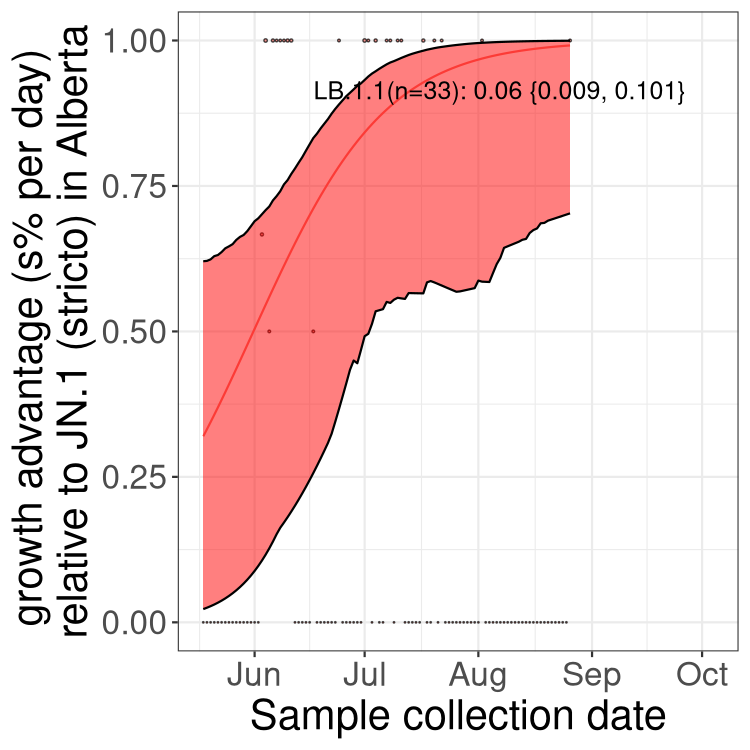 growth advantage (s% per day)
relative to JN.1 (stricto) in Alberta
1.00
0.75
0.50
0.25
0.00
LB.1.1(n=33): 0.06 {0.009, 0.101}
Jun Jul Aug Sep Oct
Sample collection date